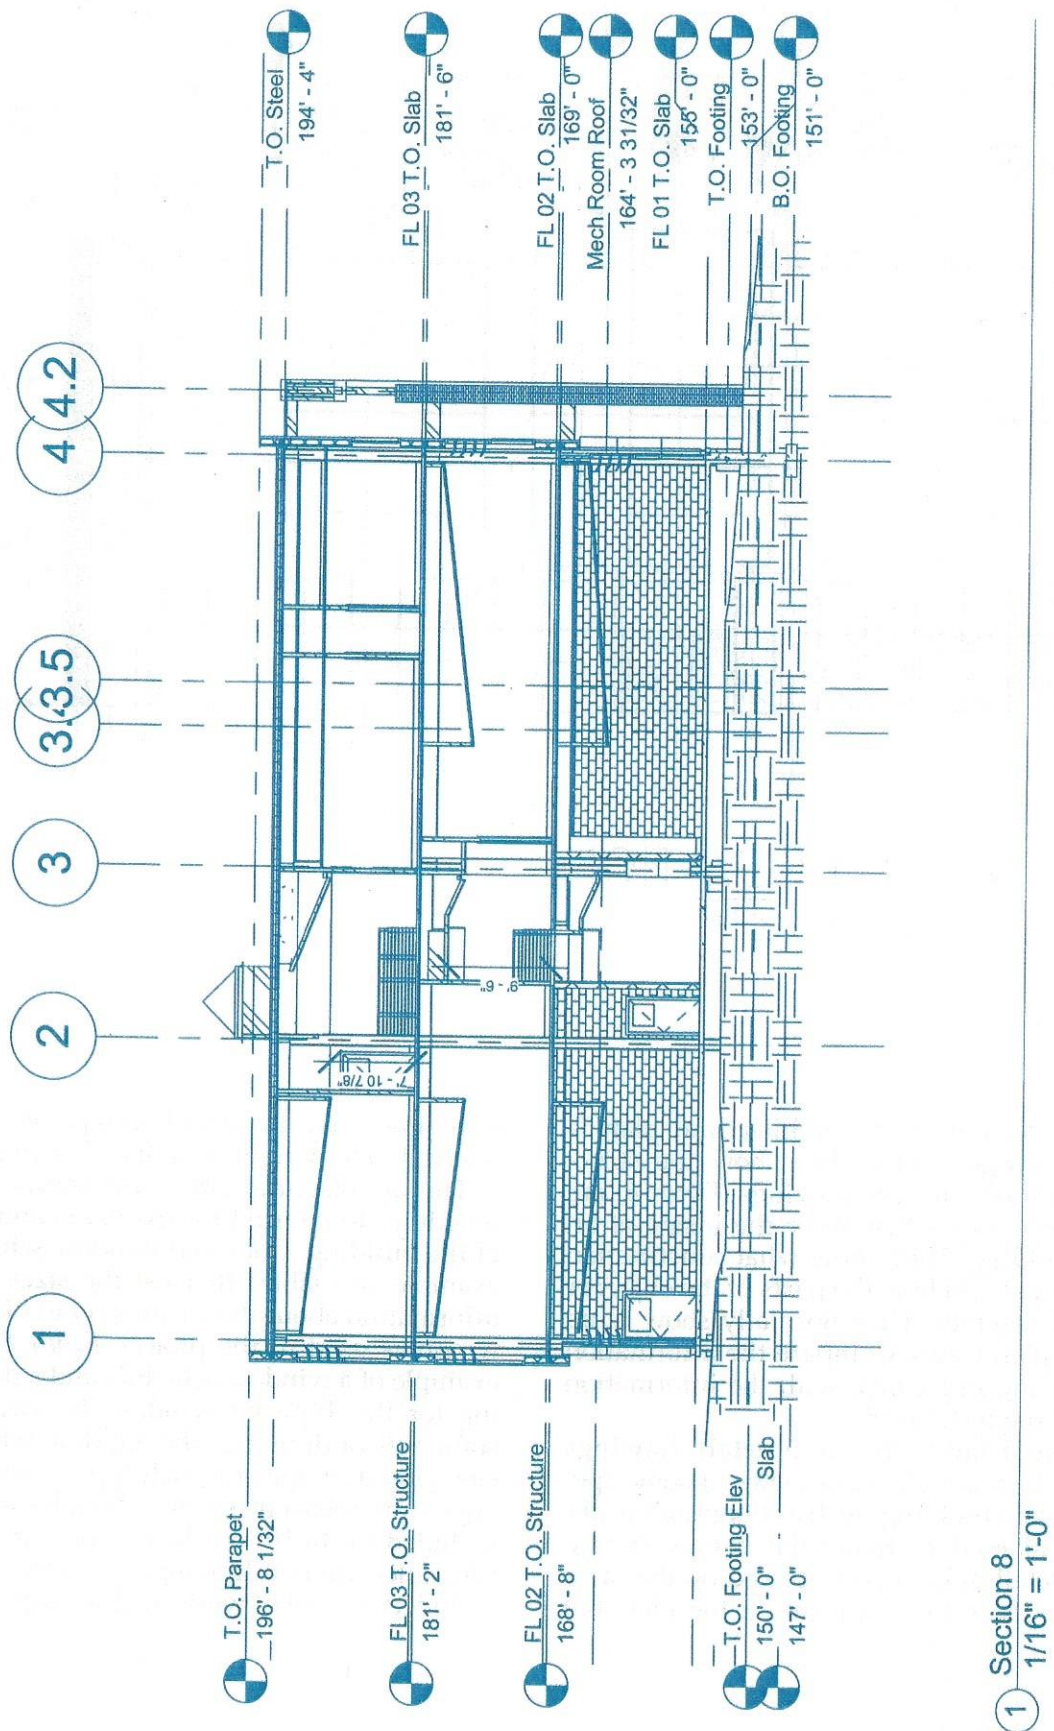 1
2
3
3.
3.5
4
4.2
T.O. Parapet
196' - 8 1/32"
FL 03 T.O. Structure
181' - 2"
FL 02 T.O. Structure
168' - 8"
T.O. Footing Elev
150' - 0"
Slab
147' - 0"
7' - 10 7/8"
9' - 6"
T.O. Steel
194' - 4"
FL 03 T.O. Slab
181' - 6"
FL 02 T.O. Slab
169' - 0"
Mech Room Roof
164' - 3 31/32"
FL 01 T.O. Slab
T.O. Footing
153' - 0"
B.O. Footing
151' - 0"
1 Section 8
1/16" = 1'-0"